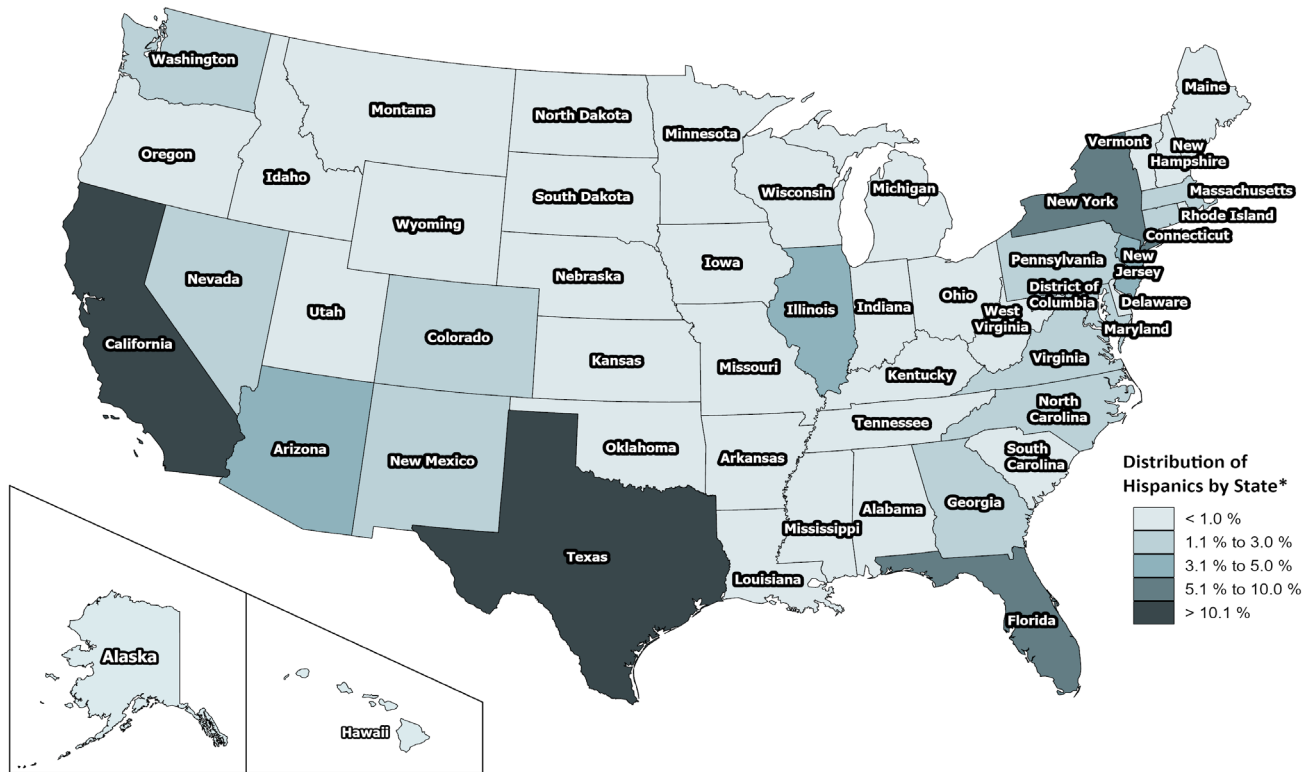 Washington
Montana
North Dakota
Minnesota
Maine
Vermont
New
Hampshire
Oregon
Idaho
South Dakota
Wisconsin
Michigan
Massachusetts
New York
Rhode Island
Wyoming
Connecticut
Nebraska
Iowa
Pennsylvania
New
Jersey
Nevada
Utah
Illinois
Indiana
Ohio
District of
Columbia
Delaware
West
Virginia
Maryland
California
Colorado
Kansas
Missouri
Virginia
Kentucky
Arizona
New Mexico
Oklahoma
Arkansas
Tennessee
North
Carolina
South
Carolina
Georgia
Alabama
Mississippi
Texas
Louisiana
Florida
Alaska
Hawaii
Distribution of
Hispanics by State*
< 1.0 %
1.1 % to 3.0 %
3.1 % to 5.0 %
5.1 % to 10.0 %
> 10.1 %